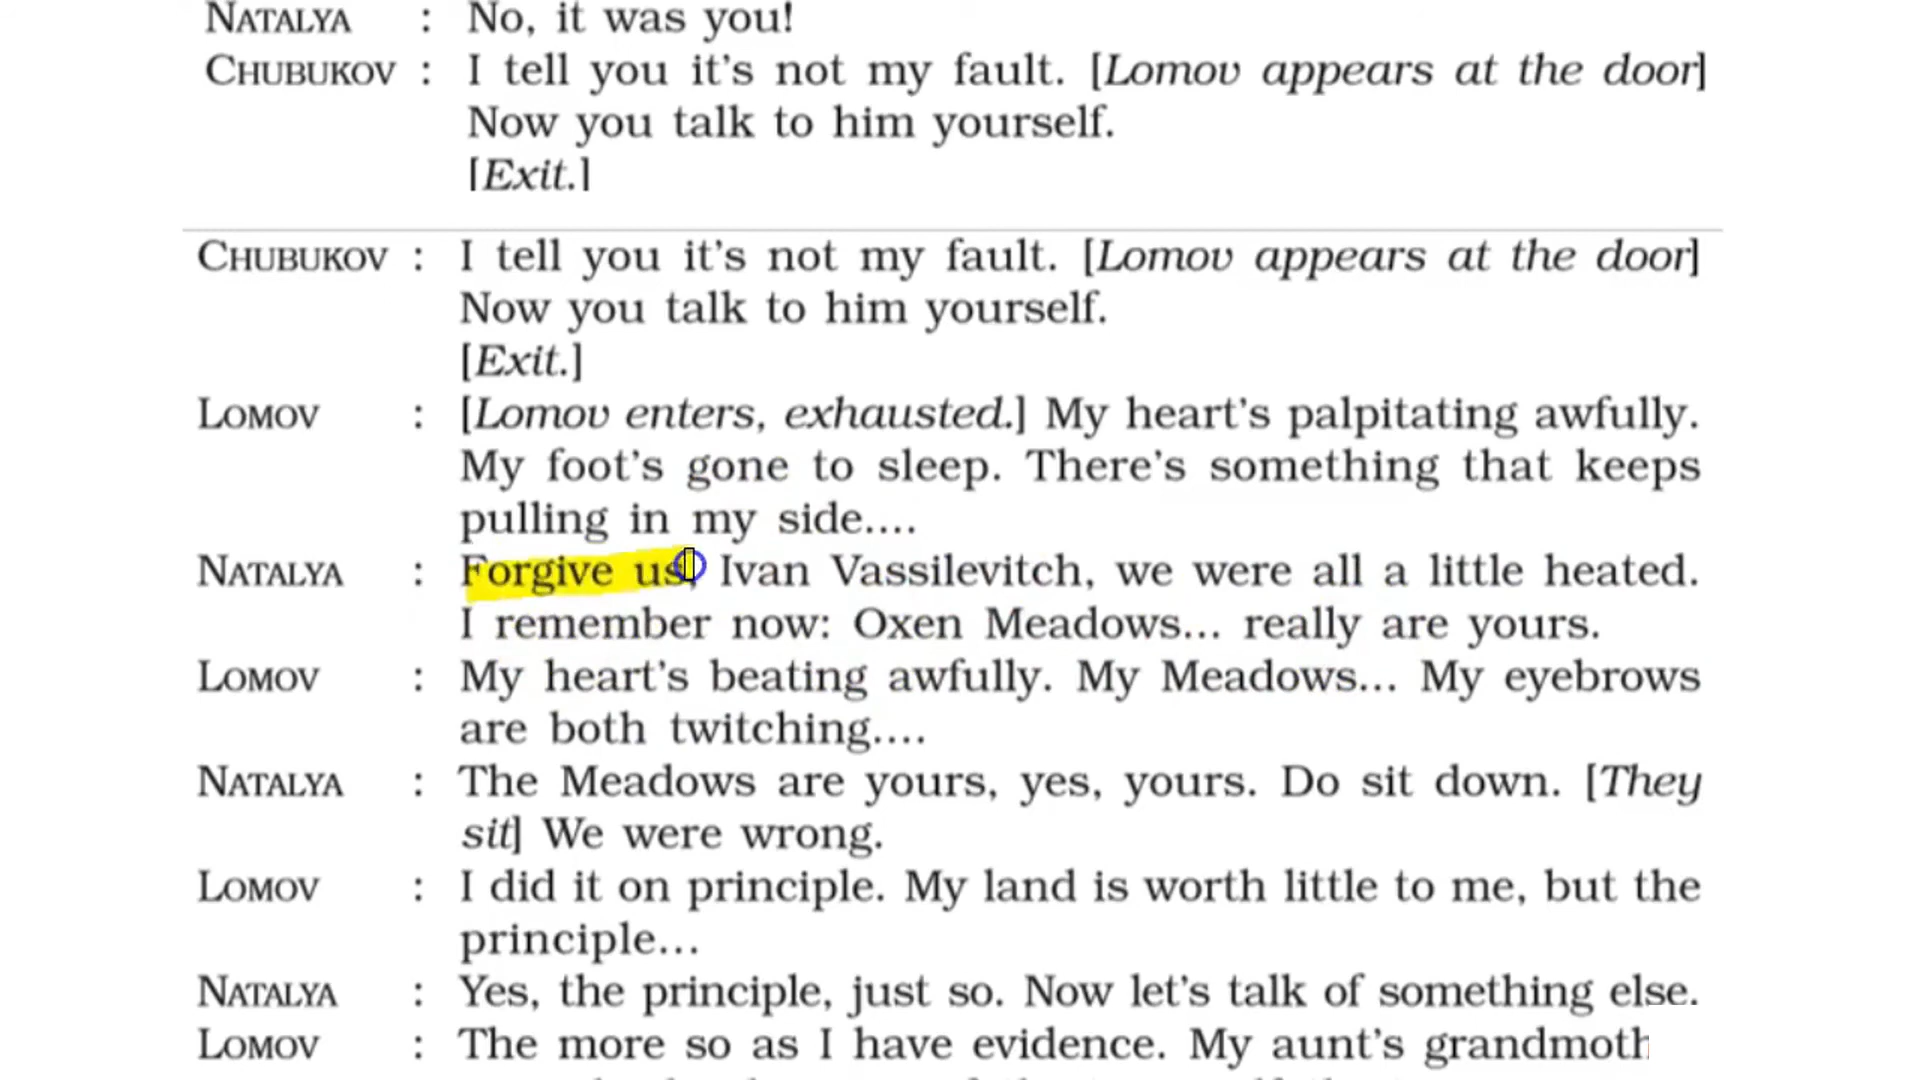 NATALYA : No, it was you!
CHUBUKOV : I tell you it's not my fault. [Lomov appears at the door]
Now you talk to him yourself.
[Exit.]
CHUBUKOV : I tell you it's not my fault. [Lomov appears at the door]
Now you talk to him yourself.
[Exit.]
LOMOV : [Lomov enters, exhausted.] My heart's palpitating awfully.
My foot's gone to sleep. There's something that keeps
pulling in my side....
NATALYA : Forgive us, Ivan Vassilevitch, we were all a little heated.
I remember now: Oxen Meadows... really are yours.
LOMOV : My heart's beating awfully. My Meadows... My eyebrows
are both twitching....
NATALYA : The Meadows are yours, yes, yours. Do sit down. [They
sit] We were wrong.
LOMOV : I did it on principle. My land is worth little to me, but the
principle...
NATALYA : Yes, the principle, just so. Now let's talk of something else.
LOMOV : The more so as I have evidence. My aunt's